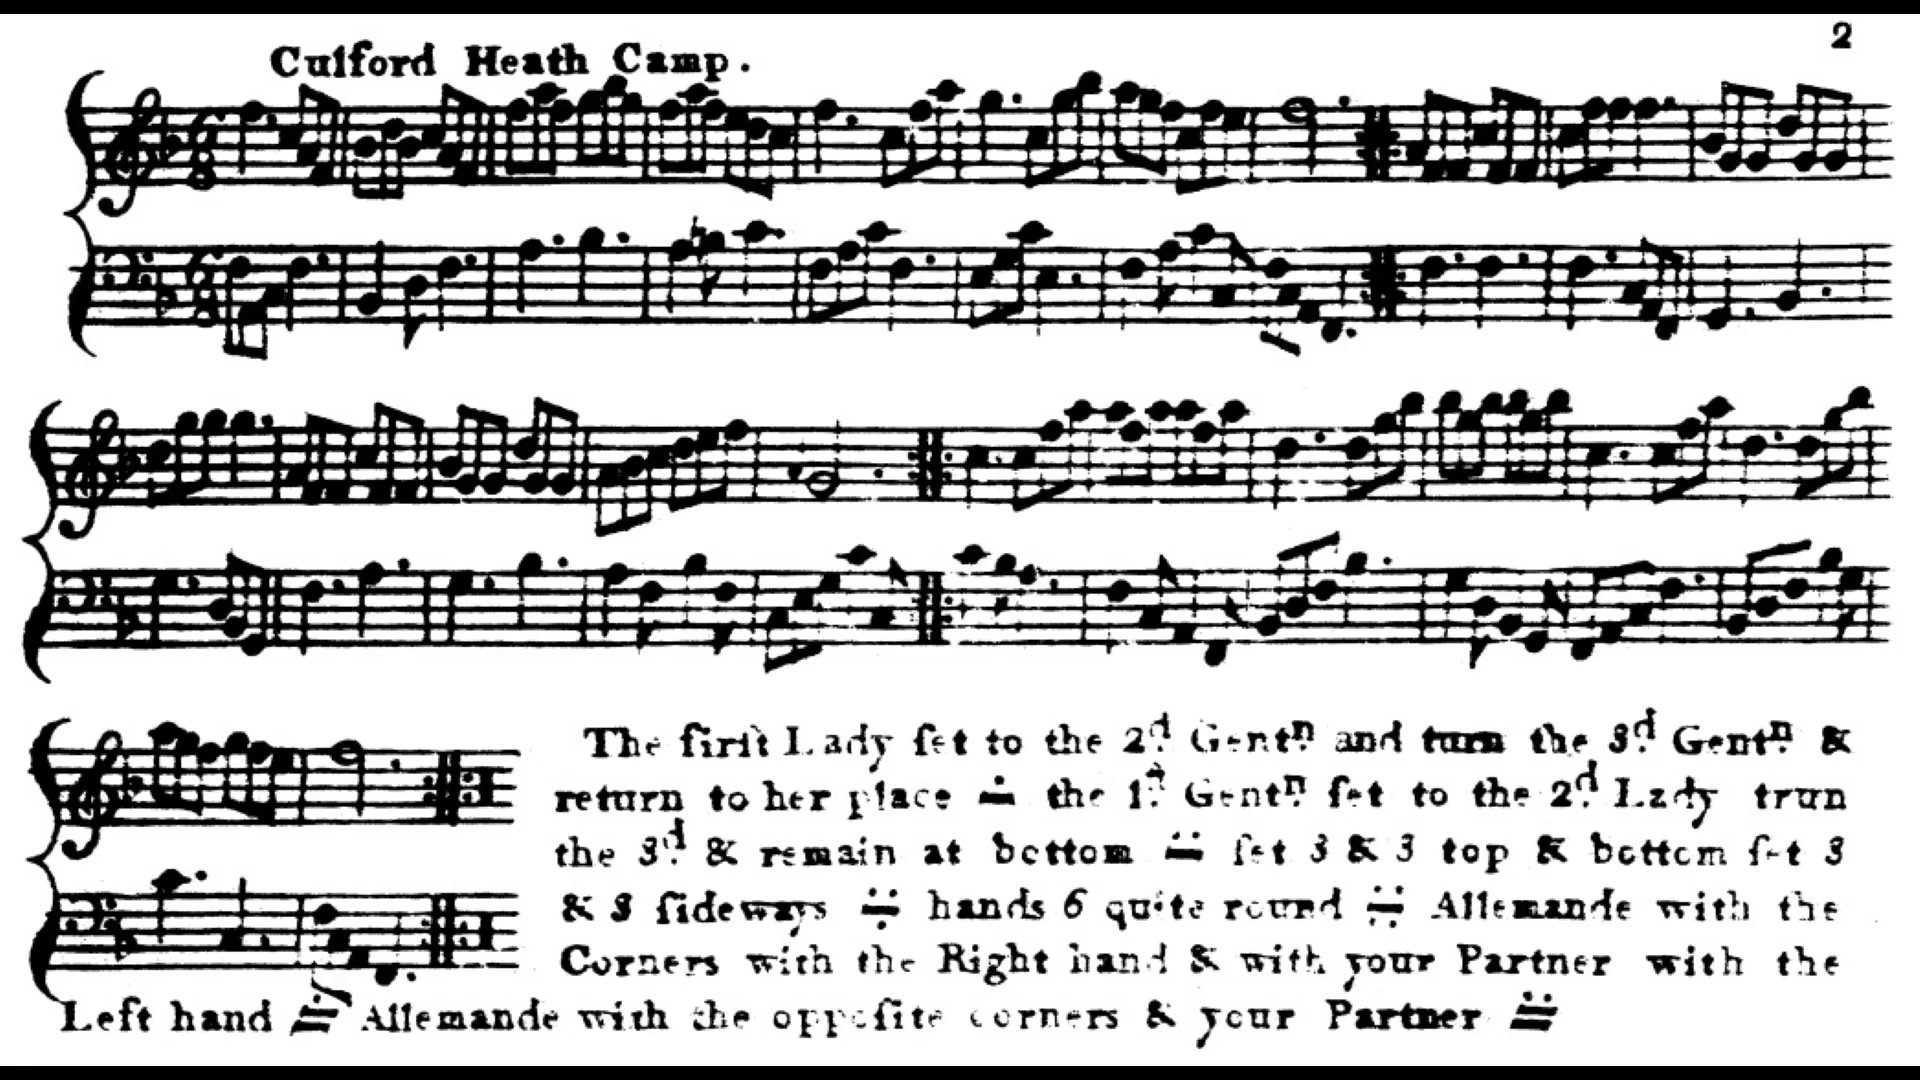 2
Culford Heath Camp.
The firſt Lady ſet to the 2ᵈ. Gentⁿ. and turn the 3ᵈ. Gentⁿ. &
return to her place ∸ the 1ᵗ. Gentⁿ. ſet to the 2ᵈ. Lady trun
the 3ᵈ. & remain at bottom ∺ ſet 3 & 3 top & bottom ſet 3
& 3 ſideways ∺ hands 6 quite round ∺ Allemande with the
Corners with the Right hand & with your Partner with the
Left hand Allemande with the oppoſite corners & your Partner